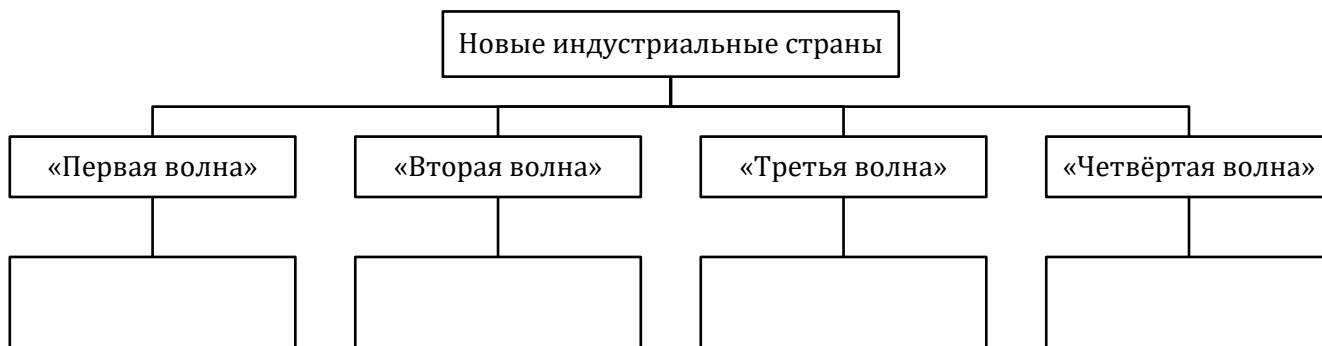 Новые индустриальные страны
«Первая волна»
«Вторая волна»
«Третья волна»
«Четвёртая волна»